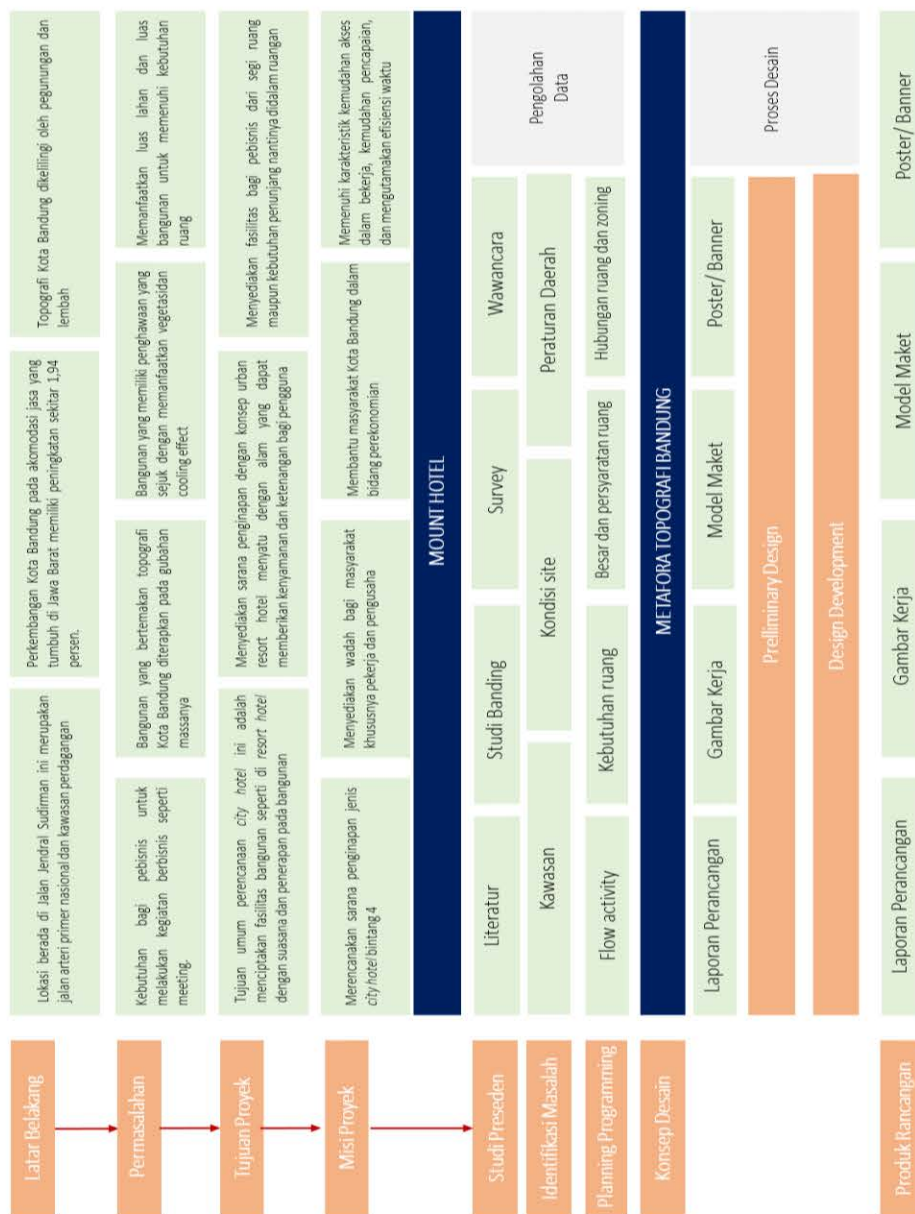 Latar Belakang
Lokasi berada di Jalan Jendral Sudirman ini merupakan
jalan arteri primer nasional dan kawasan perdagangan
Perkembangan Kota Bandung pada akomodasi jasa yang
tumbuh di Jawa Barat memiliki peningkatan sekitar 1,94
persen.
Topografi Kota Bandung dikelilingi oleh pegunungan dan
lembah
Permasalahan
Kebutuhan bagi pebisnis untuk
melakukan kegiatan berbisnis seperti
meeting.
Bangunan yang bertemakan topografi
Kota Bandung diterapkan pada gubahan
massanya
Bangunan yang memiliki penghawaan yang
sejuk dengan memanfaatkan vegetasidan
cooling effect
Memanfaatkan luas lahan dan luas
bangunan untuk memenuhi kebutuhan
ruang
Tujuan Proyek
Tujuan umum perencanaan city hotel ini adalah
menciptakan fasilitas bangunan seperti di resort hotel
dengan suasana dan penerapan pada bangunan
Menyediakan sarana penginapan dengan konsep urban
resort hotel menyatu dengan alam yang dapat
memberikan kenyamanan dan ketenangan bagi pengguna
Menyediakan fasilitas bagi pebisnis dari segi ruang
maupun kebutuhan penunjang nantinya didalam ruangan
Misi Proyek
Merencanakan sarana penginapan jenis
city hotel bintang 4
Menyediakan wadah bagi masyarakat
khususnya pekerja dan pengusaha
Membantu masyarakat Kota Bandung dalam
bidang perekonomian
Memenuhi karakteristik kemudahan akses
dalam bekerja, kemudahan pencapaian,
dan mengutamakan efisiensi waktu
MOUNT HOTEL
Studi Preseden
Literatur
Studi Banding
Survey
Wawancara
Identifikasi Masalah
Kawasan
Kondisi site
Peraturan Daerah
Planning Programming
Flow activity
Kebutuhan ruang
Besar dan persyaratan ruang
Hubungan ruang dan zoning
Pengolahan
Data
Konsep Desain
METAFORA TOPOGRAFI BANDUNG
Laporan Perancangan
Gambar Kerja
Model Maket
Poster/ Banner
Prelliminary Design
Design Development
Proses Desain
Produk Rancangan
Laporan Perancangan
Gambar Kerja
Model Maket
Poster/ Banner